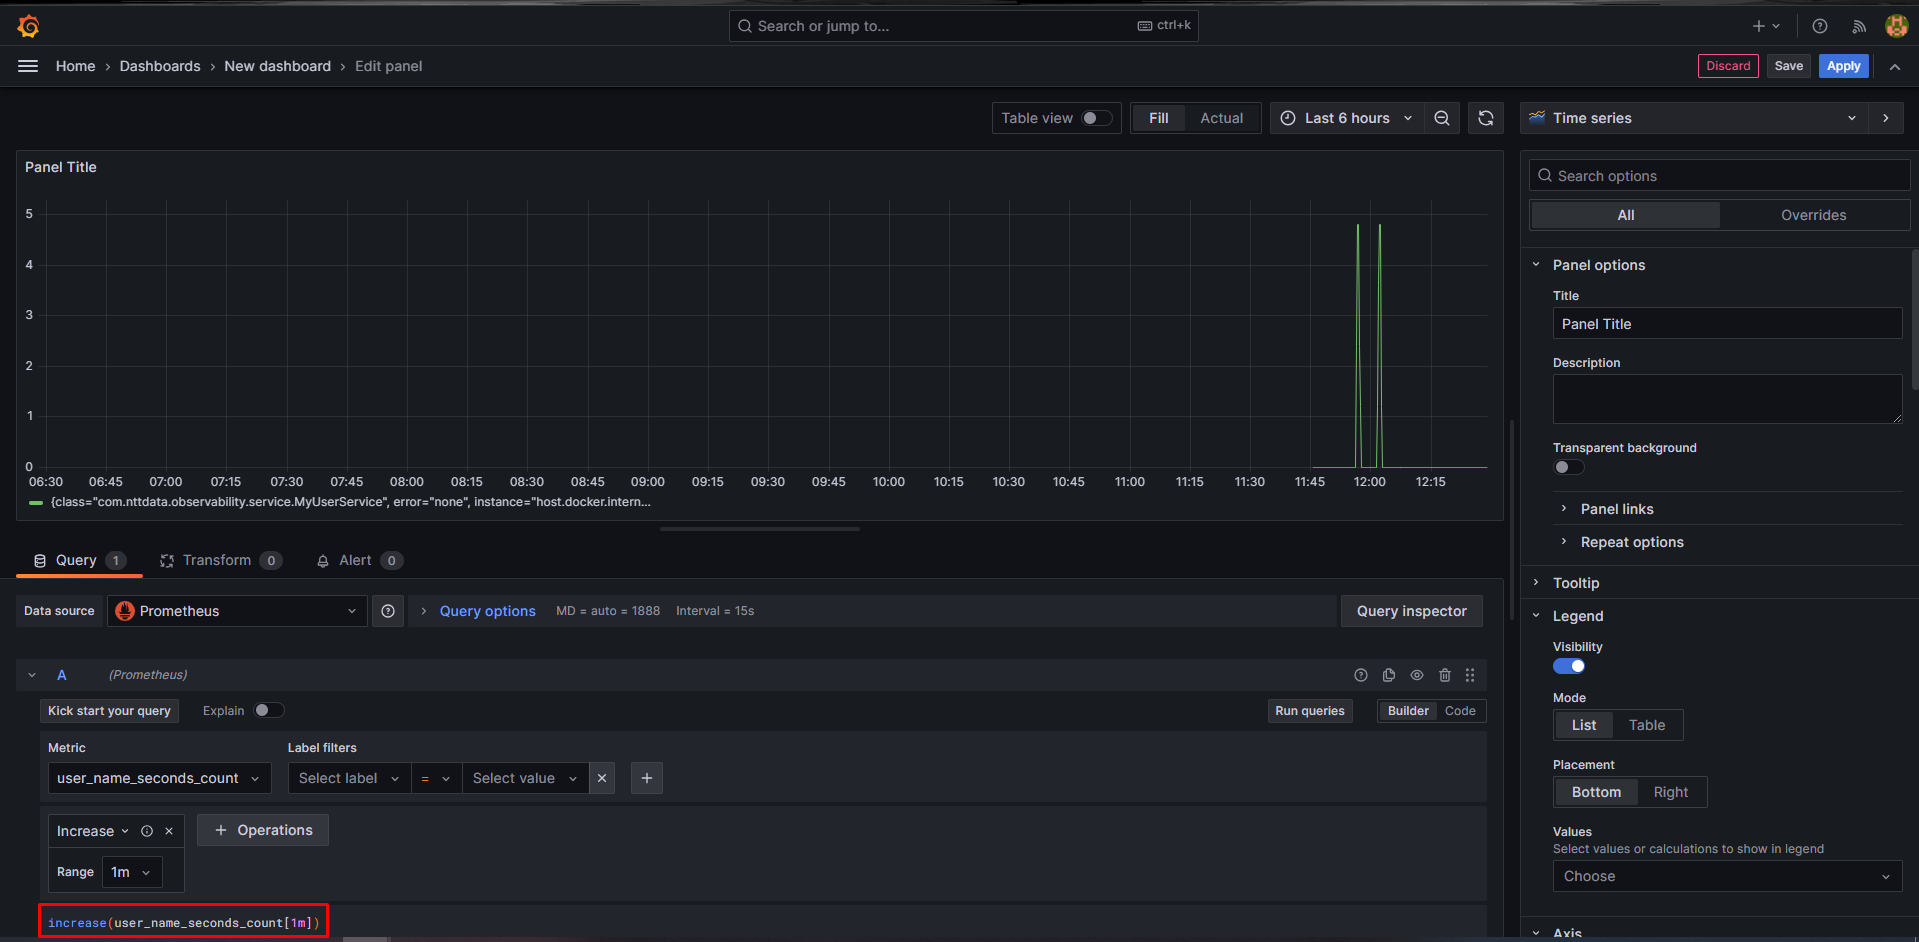 Search or jump to... ctrl+k
Home › Dashboards › New dashboard › Edit panel
Discard Save Apply
Table view Fill Actual Last 6 hours
Time series
Panel Title
5
4
3
2
1
0
06:30 06:45 07:00 07:15 07:30 07:45 08:00 08:15 08:30 08:45 09:00 09:15 09:30 09:45 10:00 10:15 10:30 10:45 11:00 11:15 11:30 11:45 12:00 12:15
{class="com.nttdata.observability.service.MyUserService", error="none", instance="host.docker.intern...
Query 1 Transform 0 Alert 0
Data source Prometheus Query options MD = auto = 1888 Interval = 15s Query inspector
A (Prometheus)
Kick start your query Explain Run queries Builder Code
Metric Label filters
user_name_seconds_count Select label = Select value × +
Increase × + Operations
Range 1m
increase(user_name_seconds_count[1m])
Search options
All Overrides
Panel options
Title
Panel Title
Description
Transparent background
Panel links
Repeat options
Tooltip
Legend
Visibility
Mode
List Table
Placement
Bottom Right
Values
Select values or calculations to show in legend
Choose
Axis